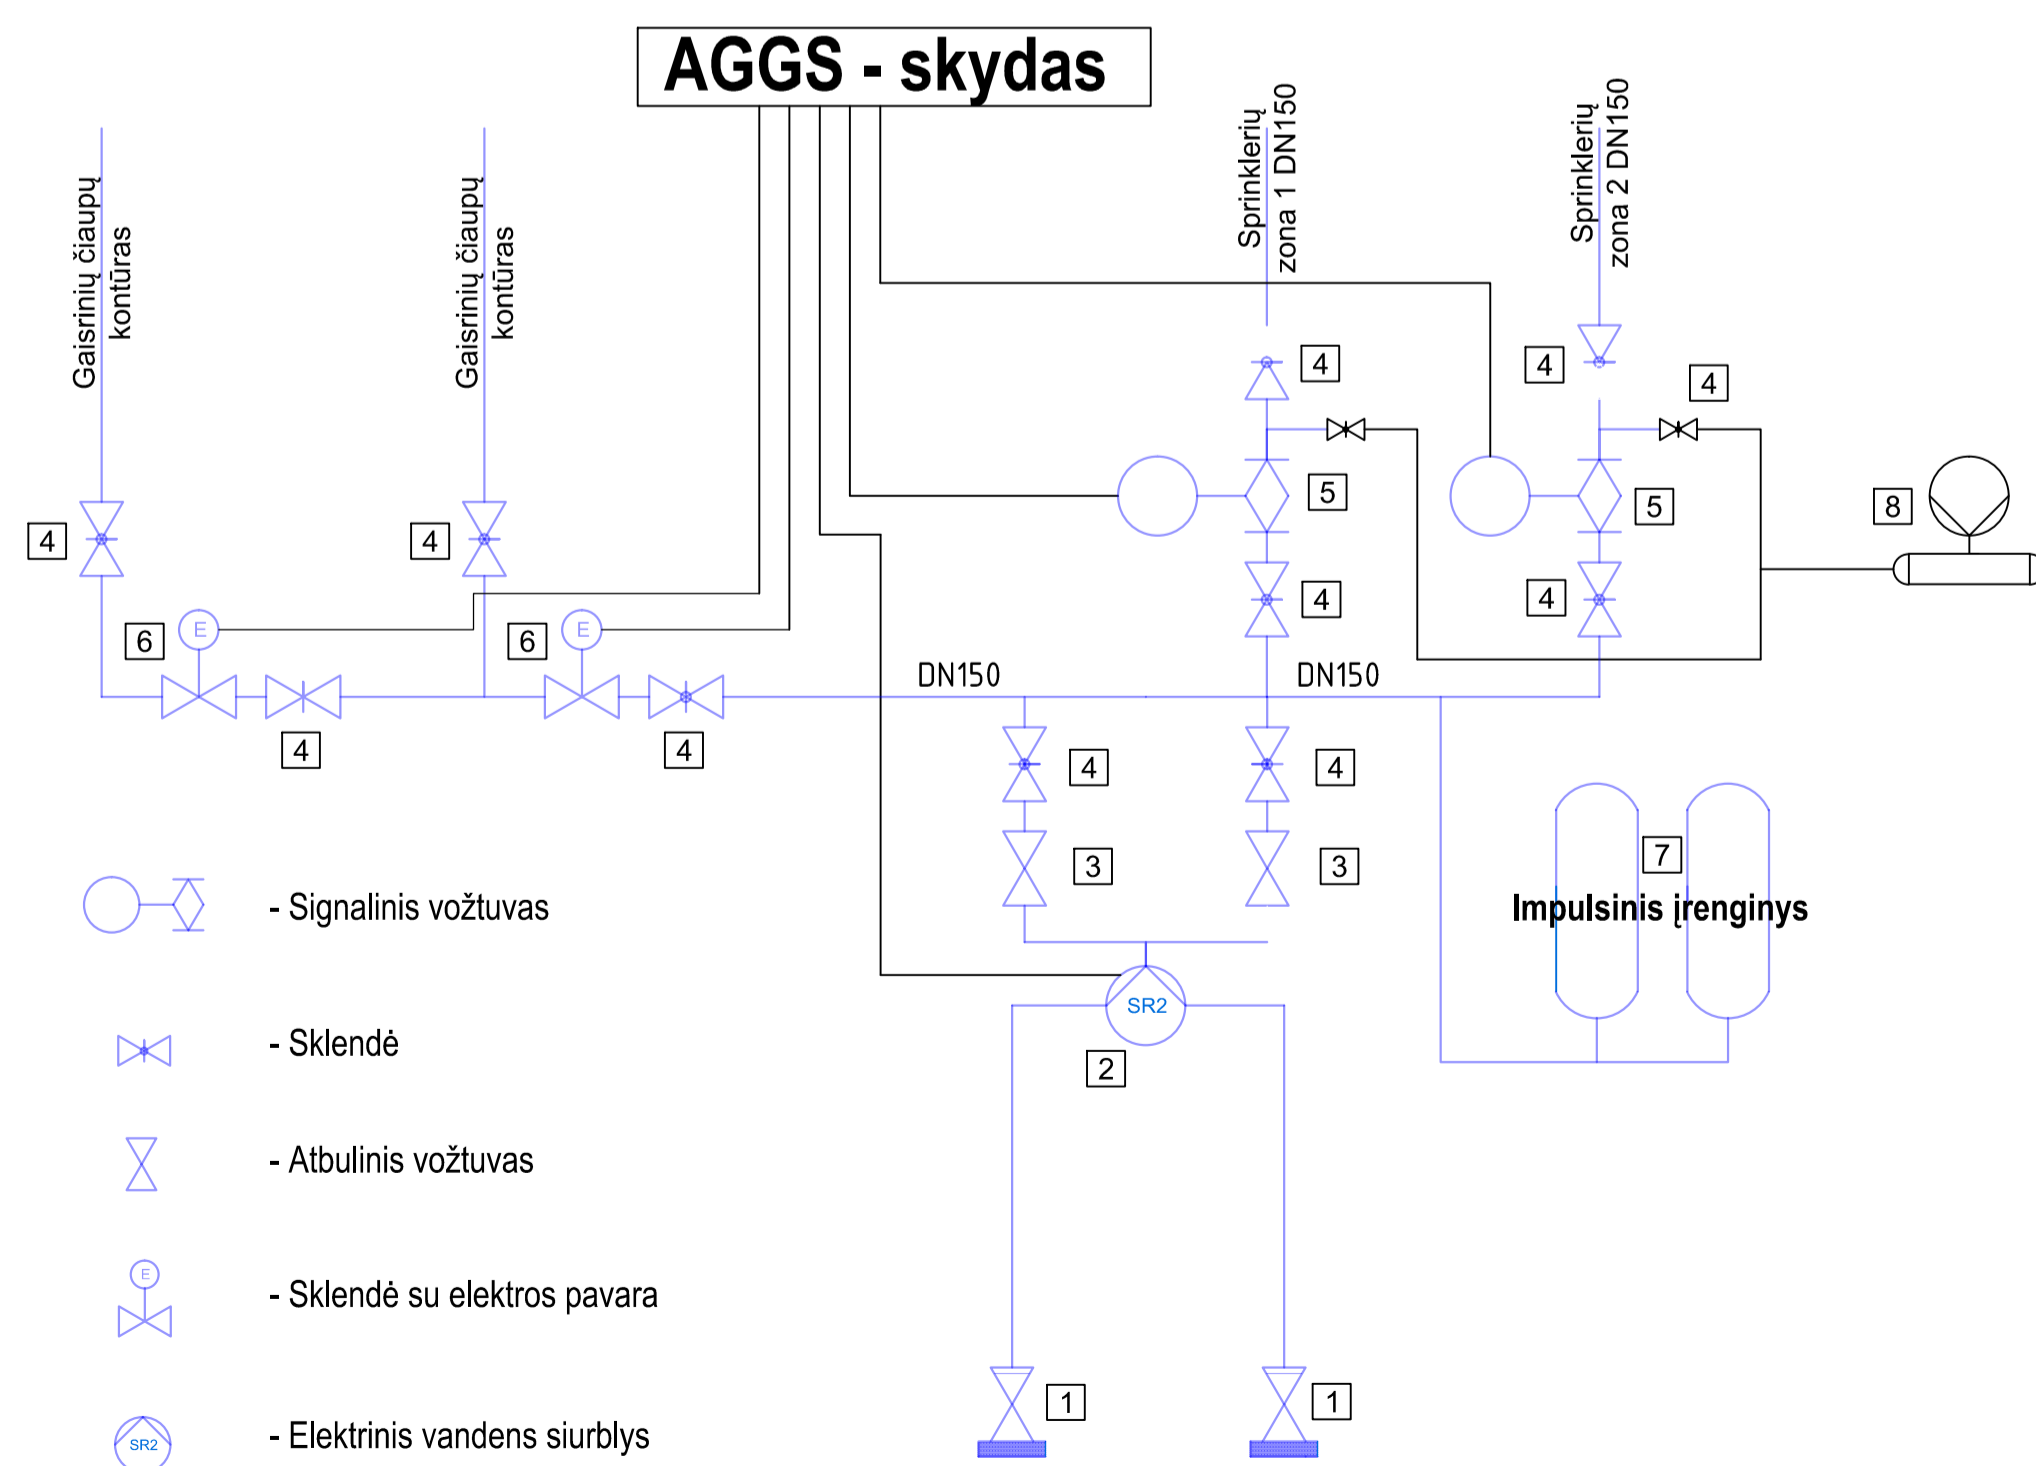 AGGS - skydas
Gaisrinių čiaupų
kontūras
Gaisrinių čiaupų
kontūras
Sprinklerių
zona 1 DN150
Sprinklerių
zona 2 DN150
4
4
4
4
4
4
5
5
8
4
4
6
E
6
E
DN150
DN150
4
4
4
4
3
3
7
Impulsinis įrenginys
SR2
2
1
1
- Signalinis vožtuvas
- Sklendė
- Atbulinis vožtuvas
E
- Sklendė su elektros pavara
SR2
- Elektrinis vandens siurblys